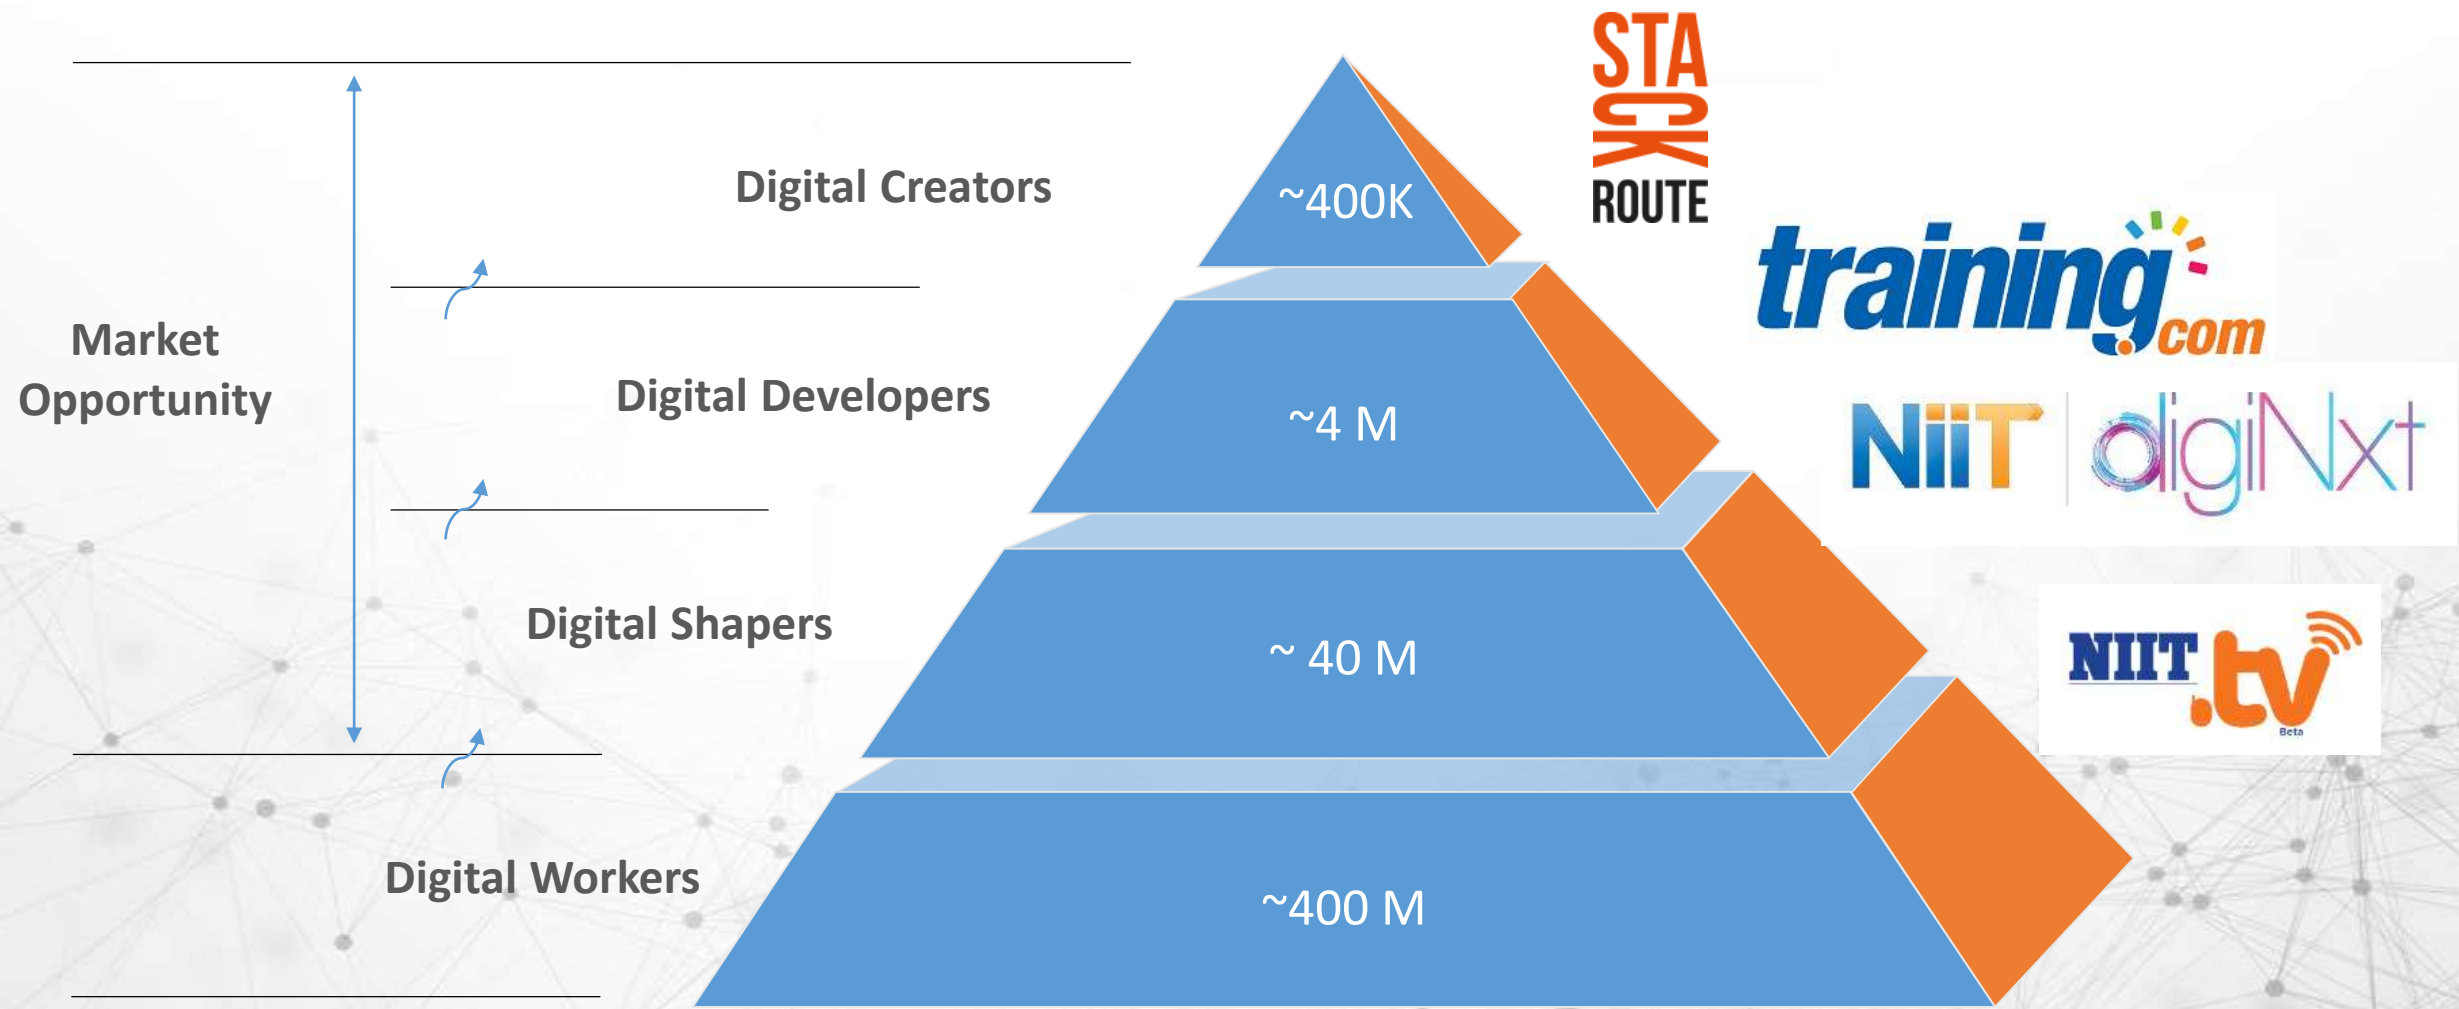 STA
CK
ROUTE
Digital Creators
~400K
training
.com
Market
Opportunity
Digital Developers
~4 M
NIIT digiNxt
Digital Shapers
~ 40 M
NIIT
.tv
Beta
Digital Workers
~400 M